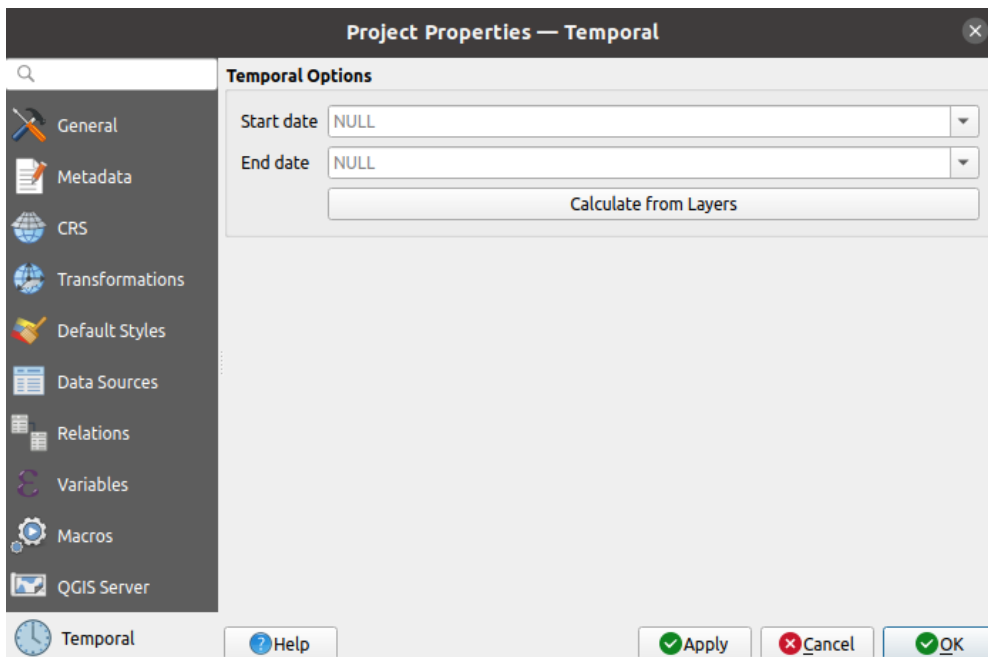 Project Properties — Temporal
General
Metadata
CRS
Transformations
Default Styles
Data Sources
Relations
Variables
Macros
QGIS Server
Temporal
Temporal Options
Start date NULL
End date NULL
Calculate from Layers
Help
Apply
Cancel
OK